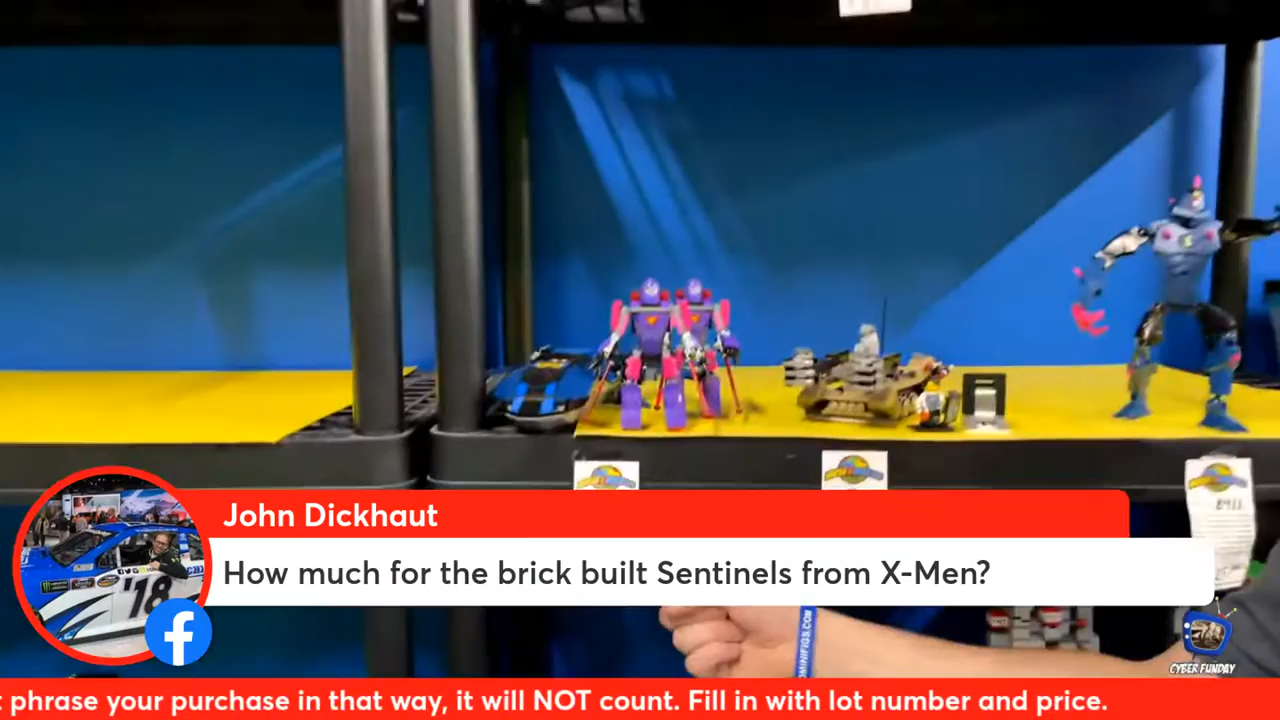 John Dickhaut
How much for the brick built Sentinels from X-Men?
'18
8411
CYBER FUNDAY
phrase your purchase in that way, it will NOT count. Fill in with lot number and price.